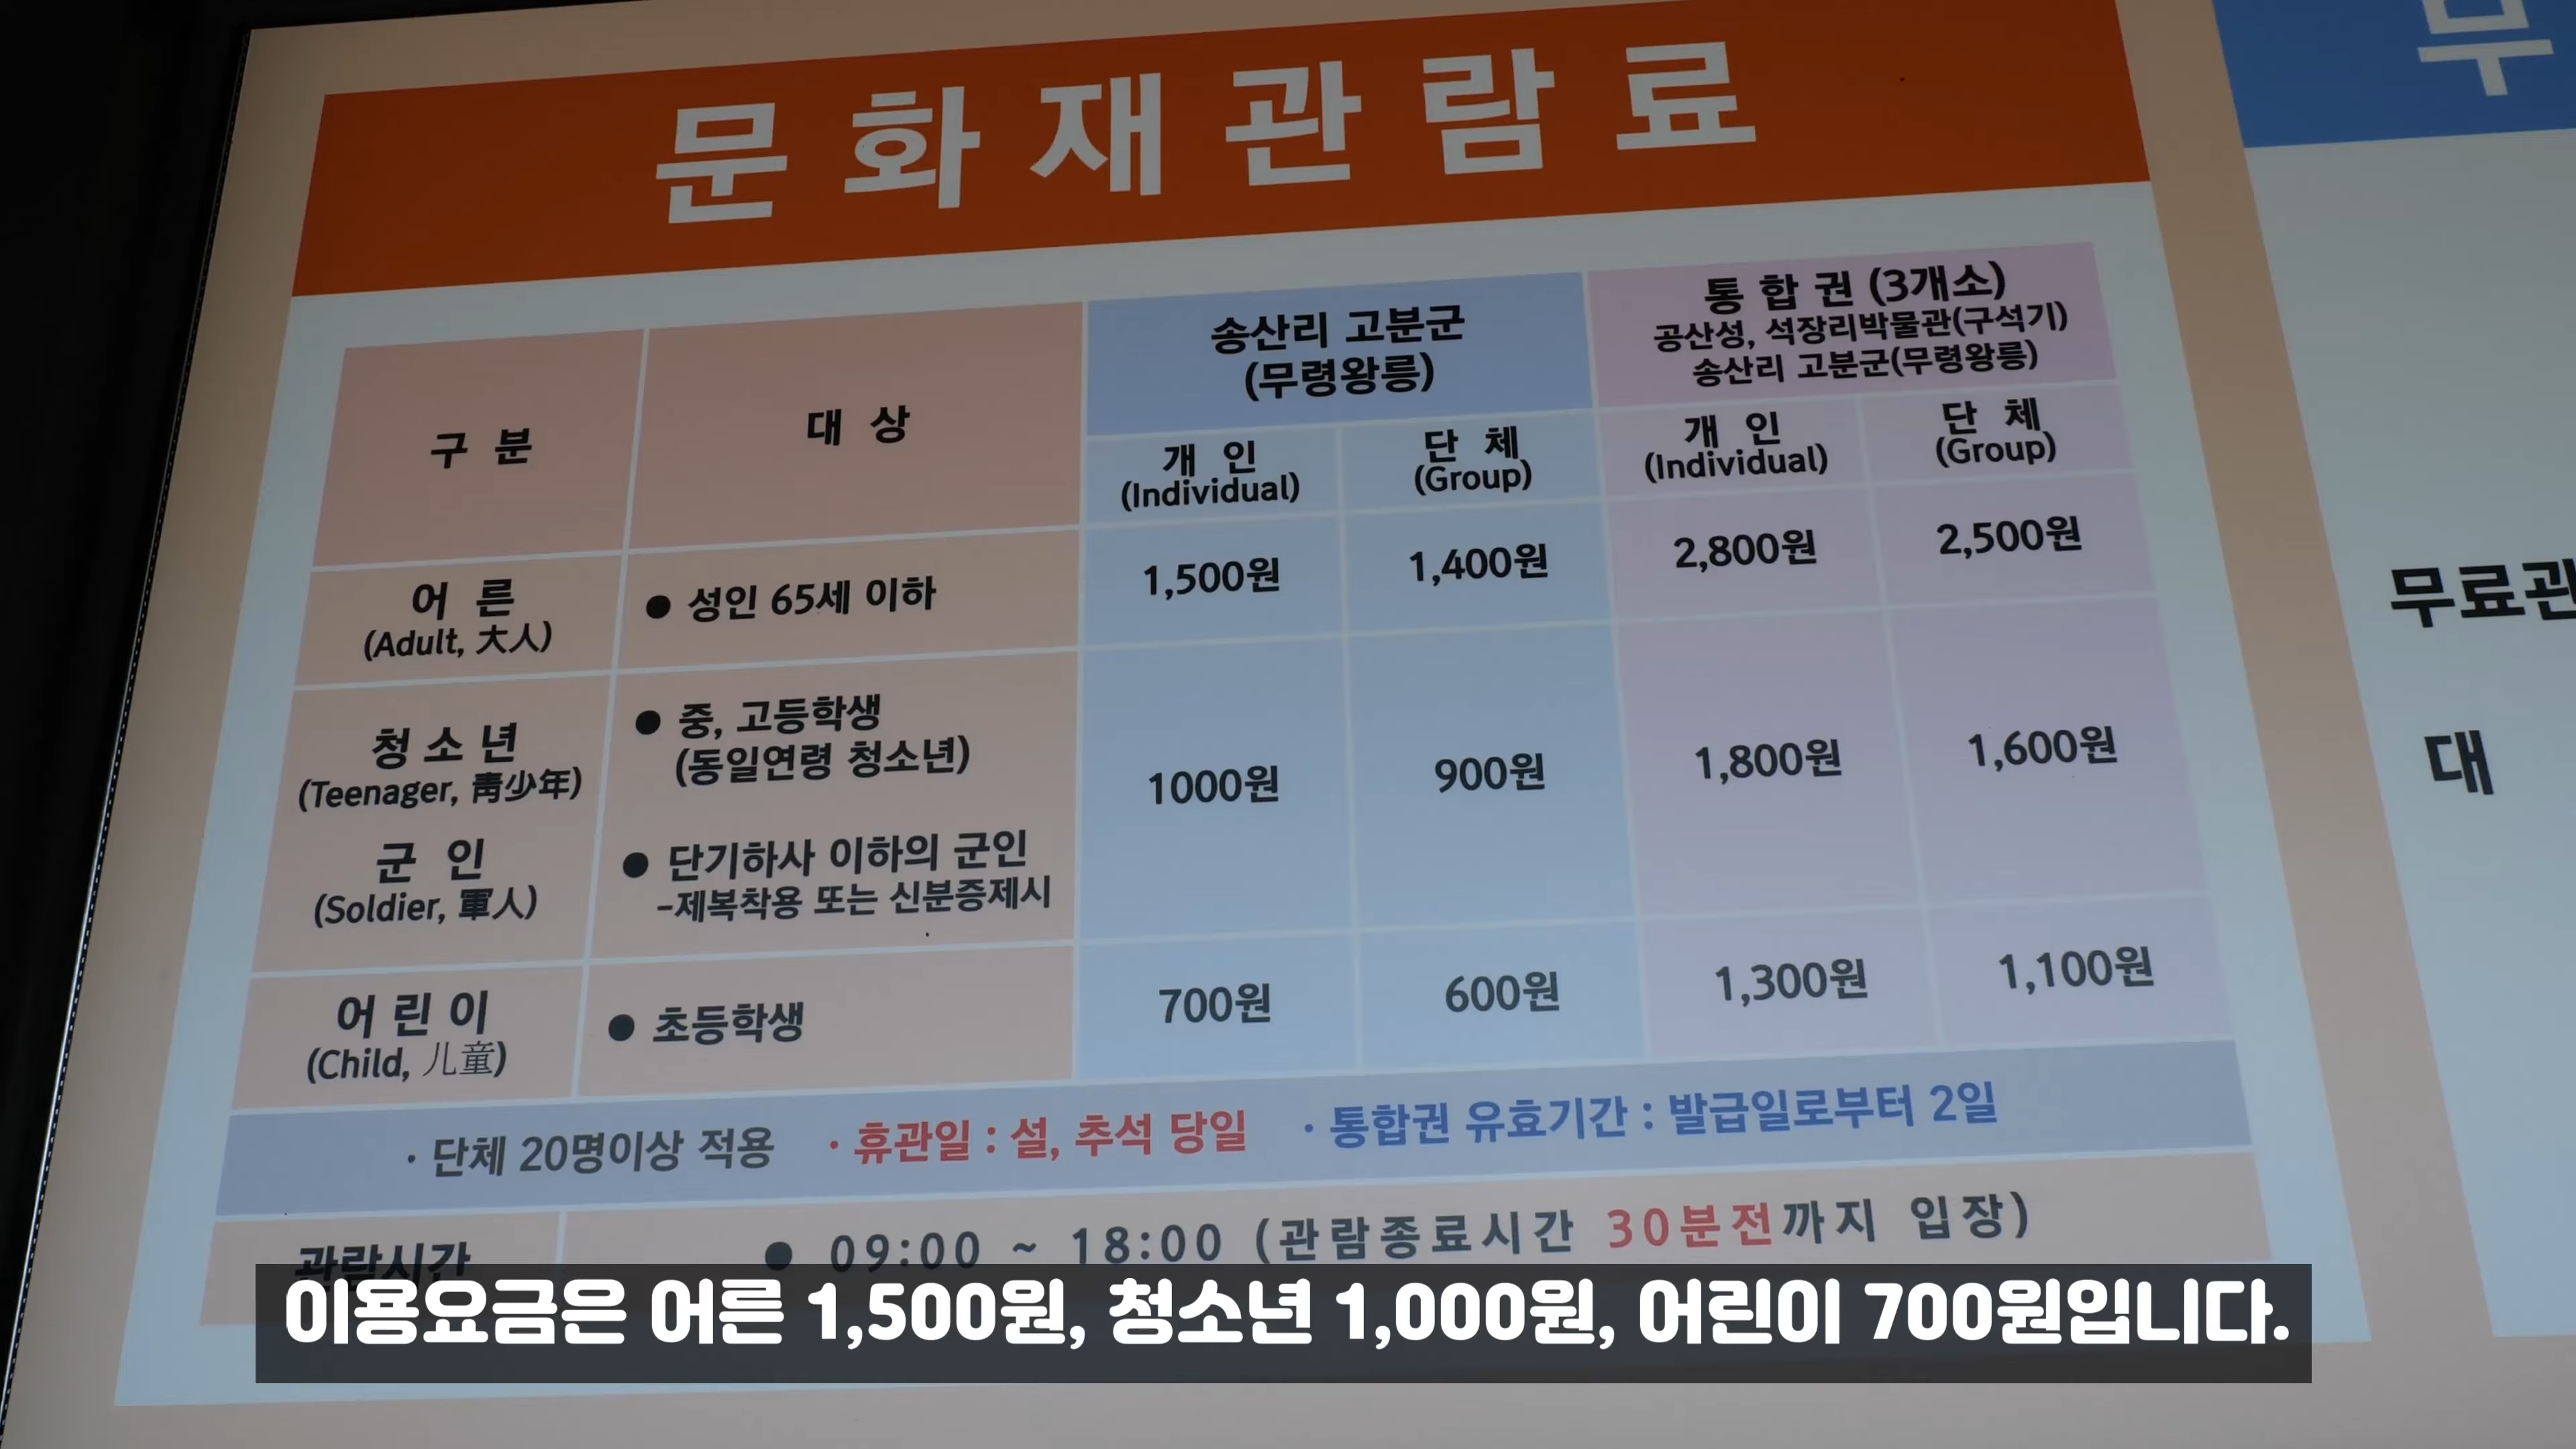 문화재관람료
구 분
대 상
송산리 고분군
(무령왕릉)
통 합 권 (3개소)
공산성, 석장리박물관(구석기)
송산리 고분군(무령왕릉)
개 인
(Individual)
단 체
(Group)
개 인
(Individual)
단 체
(Group)
어 른
(Adult, 大人)
● 성인 65세 이하
1,500원
1,400원
2,800원
2,500원
청 소 년
(Teenager, 靑少年)
군 인
(Soldier, 軍人)
● 중, 고등학생
(동일연령 청소년)
● 단기하사 이하의 군인
-제복착용 또는 신분증제시
1000원
900원
1,800원
1,600원
어 린 이
(Child, 儿童)
● 초등학생
700원
600원
1,300원
1,100원
· 단체 20명이상 적용 · 휴관일 : 설, 추석 당일 · 통합권 유효기간 : 발급일로부터 2일
관람시간
● 09:00 ~ 18:00 (관람종료시간 30분전까지 입장)
무
무료관
대
이용요금은 어른 1,500원, 청소년 1,000원, 어린이 700원입니다.